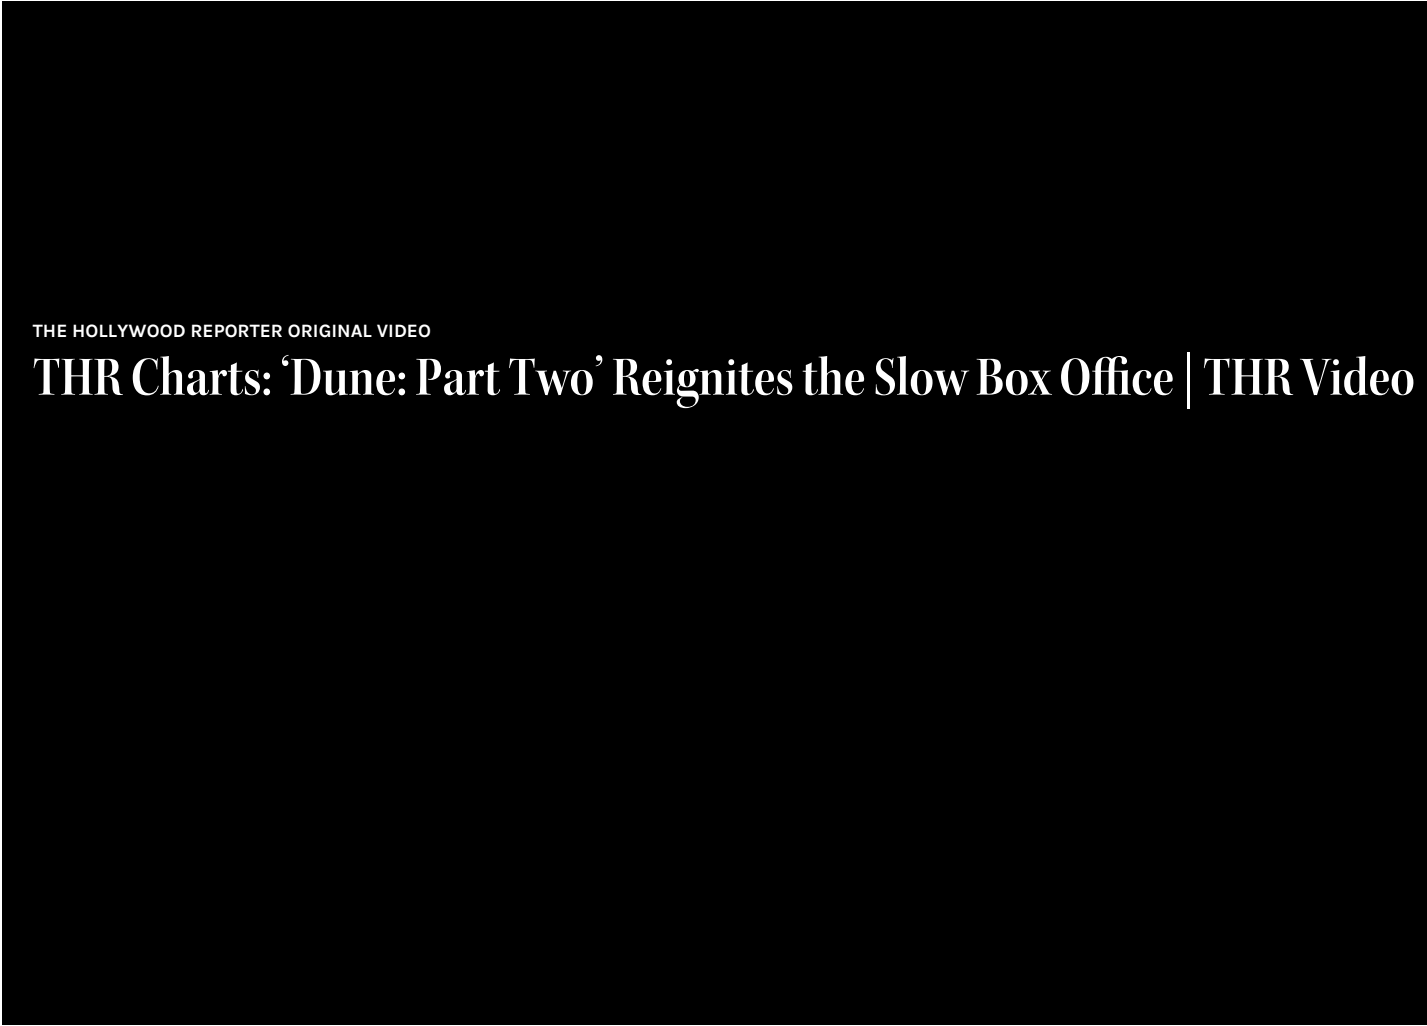 THE HOLLYWOOD REPORTER ORIGINAL VIDEO
THR Charts: ‘Dune: Part Two’ Reignites the Slow Box Office | THR Video